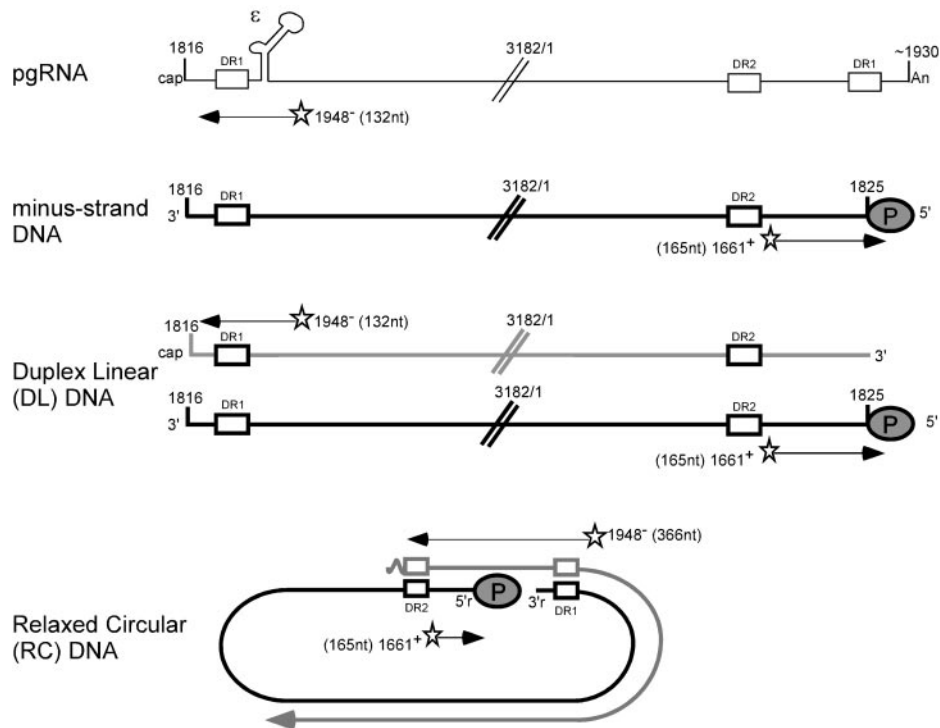 ε
1816 DR1 3182/1 DR2 DR1 ~1930
pgRNA cap An
1948⁻ (132nt)
1816 DR1 3182/1 DR2 1825
minus-strand DNA 3' P 5'
(165nt) 1661⁺
1948⁻ (132nt)
1816 DR1 3182/1 DR2
cap 3'
Duplex Linear
(DL) DNA
1816 DR1 3182/1 DR2 1825
3' P 5'
(165nt) 1661⁺
1948⁻ (366nt)
5'r P 3'r
DR2 DR1
Relaxed Circular
(RC) DNA
(165nt) 1661⁺